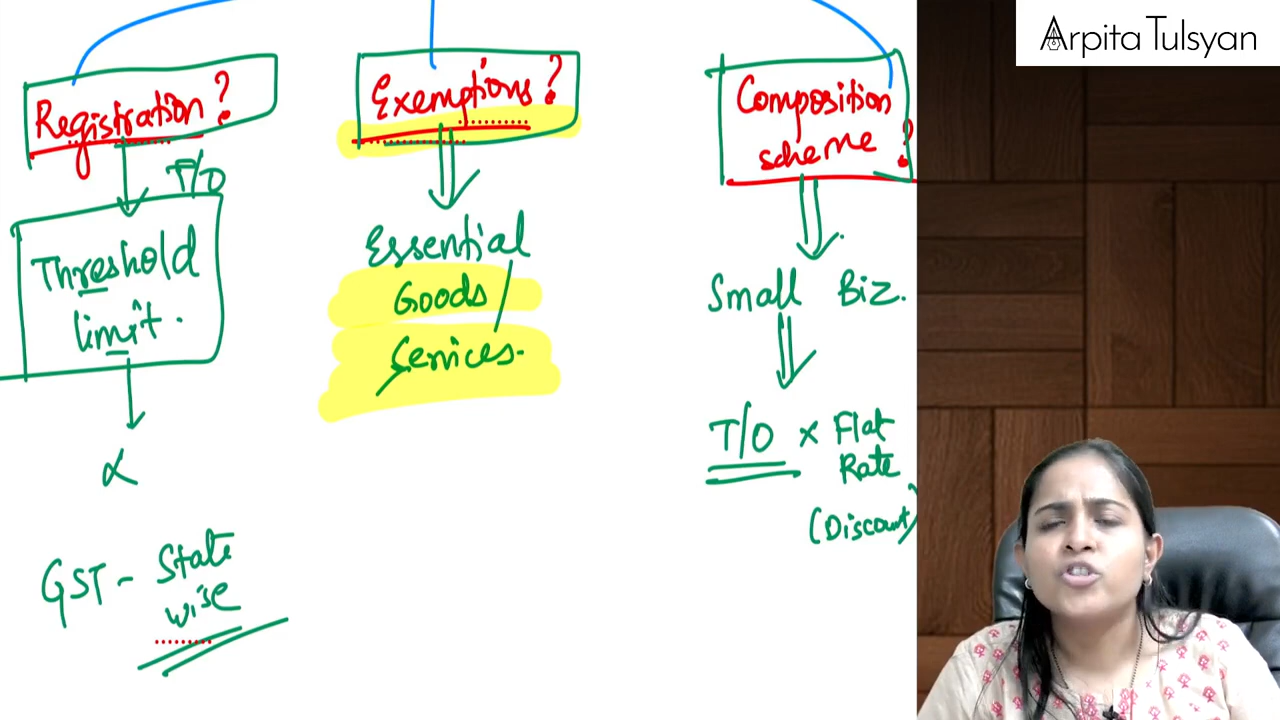 Arpita Tulsyan
Registration?
T/O
Threshold
limit.
GST - State
wise
Exemptions?
Essential
Goods
Services.
Composition
scheme?
Small Biz.
T/O x Flat
Rate
(Discount)